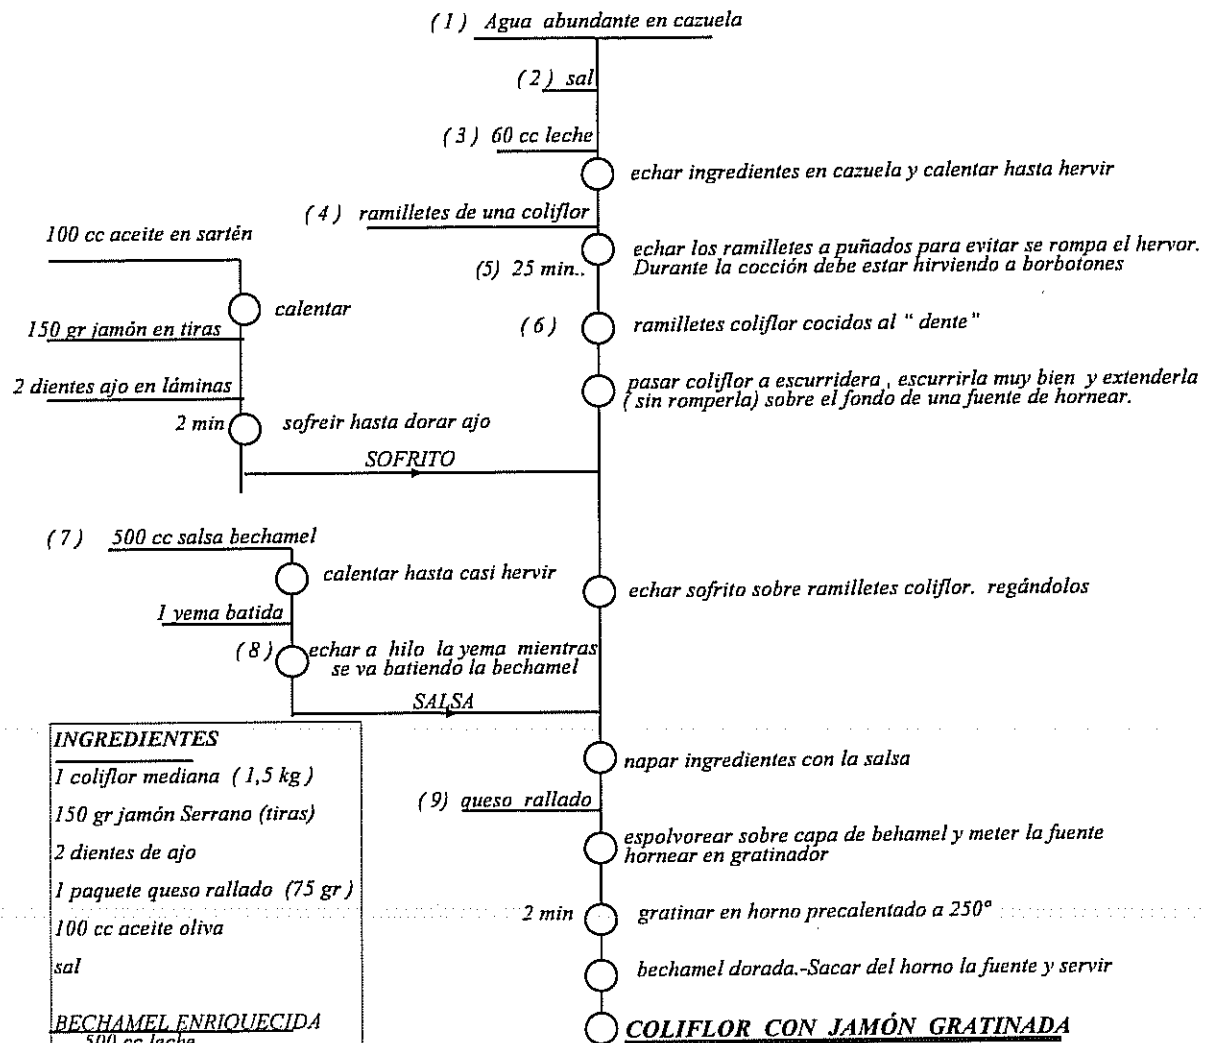 ( 1 ) Agua abundante en cazuela
( 2 ) sal
( 3 ) 60 cc leche
echar ingredientes en cazuela y calentar hasta hervir
( 4 ) ramilletes de una coliflor
echar los ramilletes a puñados para evitar se rompa el hervor.
Durante la cocción debe estar hirviendo a borbotones
(5) 25 min..
( 6 )
ramilletes coliflor cocidos al " dente "
pasar coliflor a escurridera , escurrirla muy bien y extenderla
( sin romperla) sobre el fondo de una fuente de hornear.
100 cc aceite en sartén
calentar
150 gr jamón en tiras
2 dientes ajo en láminas
2 min
sofreir hasta dorar ajo
SOFRITO
( 7 ) 500 cc salsa bechamel
calentar hasta casi hervir
1 yema batida
( 8 )
echar a hilo la yema mientras
se va batiendo la bechamel
SALSA
echar sofrito sobre ramilletes coliflor. regándolos
napar ingredientes con la salsa
( 9) queso rallado
espolvorear sobre capa de behamel y meter la fuente
hornear en gratinador
2 min
gratinar en horno precalentado a 250º
bechamel dorada.-Sacar del horno la fuente y servir
COLIFLOR CON JAMÓN GRATINADA
INGREDIENTES
1 coliflor mediana ( 1,5 kg )
150 gr jamón Serrano (tiras)
2 dientes de ajo
1 paquete queso rallado (75 gr )
100 cc aceite oliva
sal
BECHAMEL ENRIQUECIDA
500 cc leche